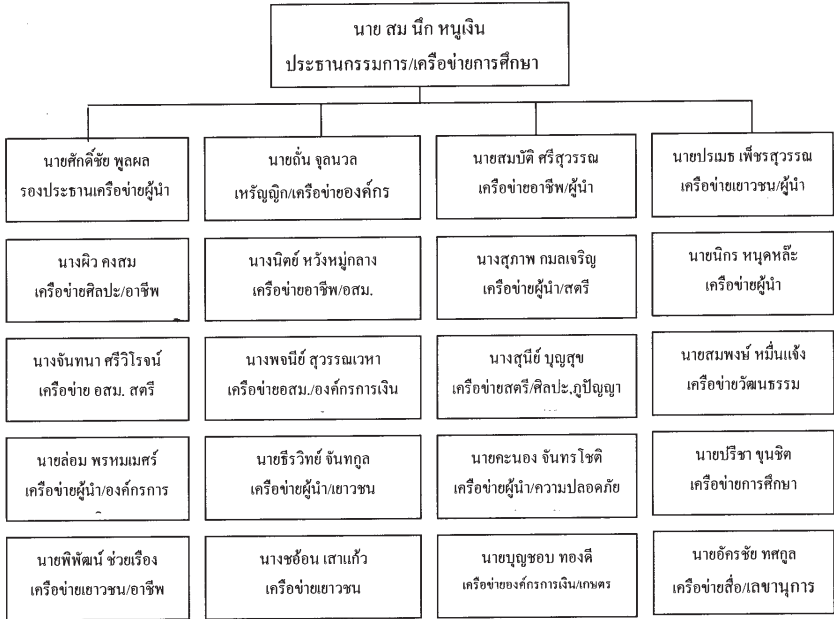 นาย สม นึก หนูเงิน
ประธานกรรมการ/เครือข่ายการศึกษา
นายศักดิ์ชัย พูลผล
รองประธานเครือข่ายผู้นำ
นายถั่น จุลนวล
เหรัญญิก/เครือข่ายองค์กร
นายสมบัติ ศรีสุวรรณ
เครือข่ายอาชีพ/ผู้นำ
นายปรเมธ เพ็ชรสุวรรณ
เครือข่ายเยาวชน/ผู้นำ
นางผิว คงสม
เครือข่ายศิลปะ/อาชีพ
นางนิตย์ หวังหมู่กลาง
เครือข่ายอาชีพ/อสม.
นางสุภาพ กมลเจริญ
เครือข่ายผู้นำ/สตรี
นายนิกร หนุดหล๊ะ
เครือข่ายผู้นำ
นางจันทนา ศรีวิโรจน์
เครือข่าย อสม. สตรี
นางพจนีย์ สุวรรณเวหา
เครือข่ายอสม./องค์กรการเงิน
นางสุนีย์ บุญสุข
เครือข่ายสตรี/ศิลปะ,ภูปัญญา
นายสมพงษ์ หมื่นแจ้ง
เครือข่ายวัฒนธรรม
นายล่อม พรหมเมศร์
เครือข่ายผู้นำ/องค์กรการ
นายธีรวิทย์ จันทกูล
เครือข่ายผู้นำ/เยาวชน
นายคะนอง จันทรโชติ
เครือข่ายผู้นำ/ความปลอดภัย
นายปรีชา ขุนชิต
เครือข่ายการศึกษา
นายพิพัฒน์ ช่วยเรือง
เครือข่ายเยาวชน/อาชีพ
นางชอ้อน เสาแก้ว
เครือข่ายเยาวชน
นายบุญชอบ ทองดี
เครือข่ายองค์กรการเงิน/เกษตร
นายอัครชัย ทศกูล
เครือข่ายสื่อ/เลขานุการ